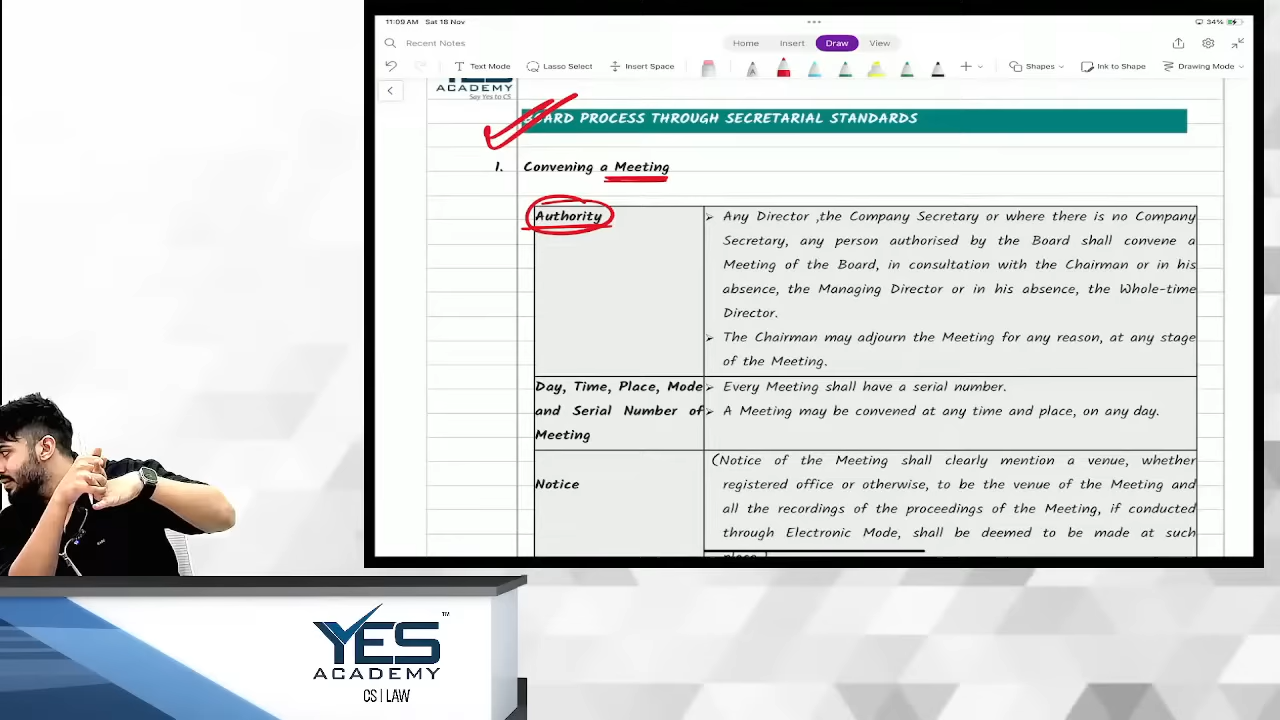 11:09 AM Sat 18 Nov
34%
Recent Notes
Home Insert Draw View
Text Mode Lasso Select Insert Space Shapes Ink to Shape Drawing Mode
YES
ACADEMY
Say Yes to CS
BOARD PROCESS THROUGH SECRETARIAL STANDARDS
1. Convening a Meeting
Authority
➢ Any Director ,the Company Secretary or where there is no Company
Secretary, any person authorised by the Board shall convene a
Meeting of the Board, in consultation with the Chairman or in his
absence, the Managing Director or in his absence, the Whole-time
Director.
➢ The Chairman may adjourn the Meeting for any reason, at any stage
of the Meeting.
Day, Time, Place, Mode
and Serial Number of
Meeting
➢ Every Meeting shall have a serial number.
➢ A Meeting may be convened at any time and place, on any day.
Notice
(Notice of the Meeting shall clearly mention a venue, whether
registered office or otherwise, to be the venue of the Meeting and
all the recordings of the proceedings of the Meeting, if conducted
through Electronic Mode, shall be deemed to be made at such
place.)
YES™
ACADEMY
CS | LAW